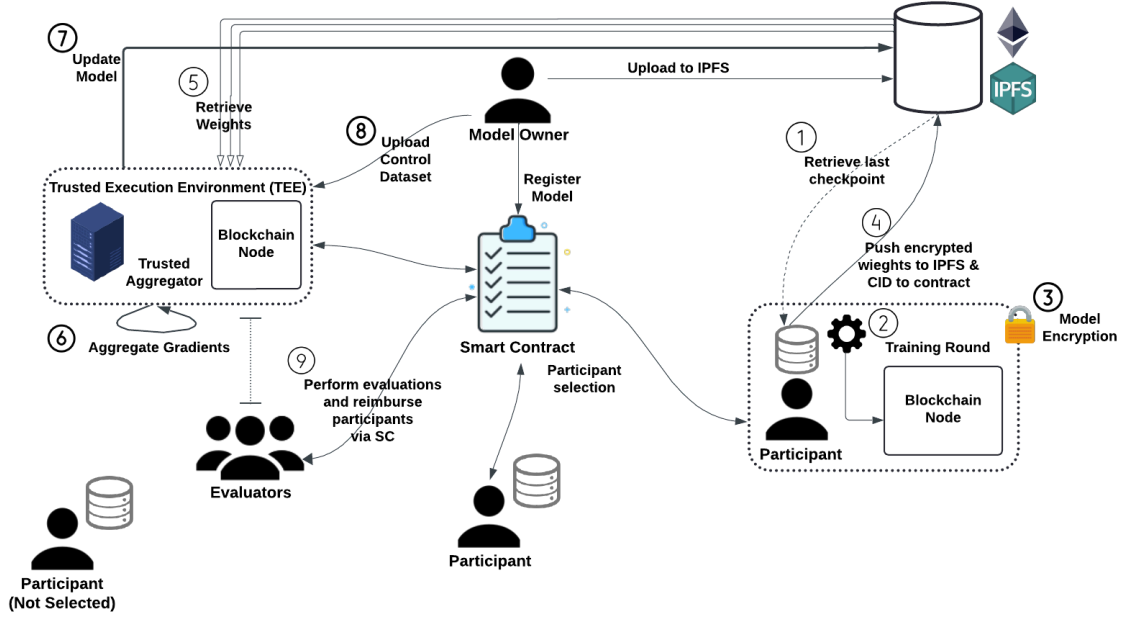 7
Update
Model
5
Retrieve
Weights
Upload to IPFS
IPFS
Model Owner
8
Upload
Control
Dataset
1
Retrieve last
checkpoint
Register
Model
Trusted Execution Environment (TEE)
Blockchain
Node
Trusted
Aggregator
4
Push encrypted
wieghts to IPFS &
CID to contract
6
Aggregate Gradients
Smart Contract
Participant
selection
3
Model
Encryption
2
Training Round
Blockchain
Node
Participant
9
Perform evaluations
and reimburse
participants
via SC
Evaluators
Participant
Participant
(Not Selected)